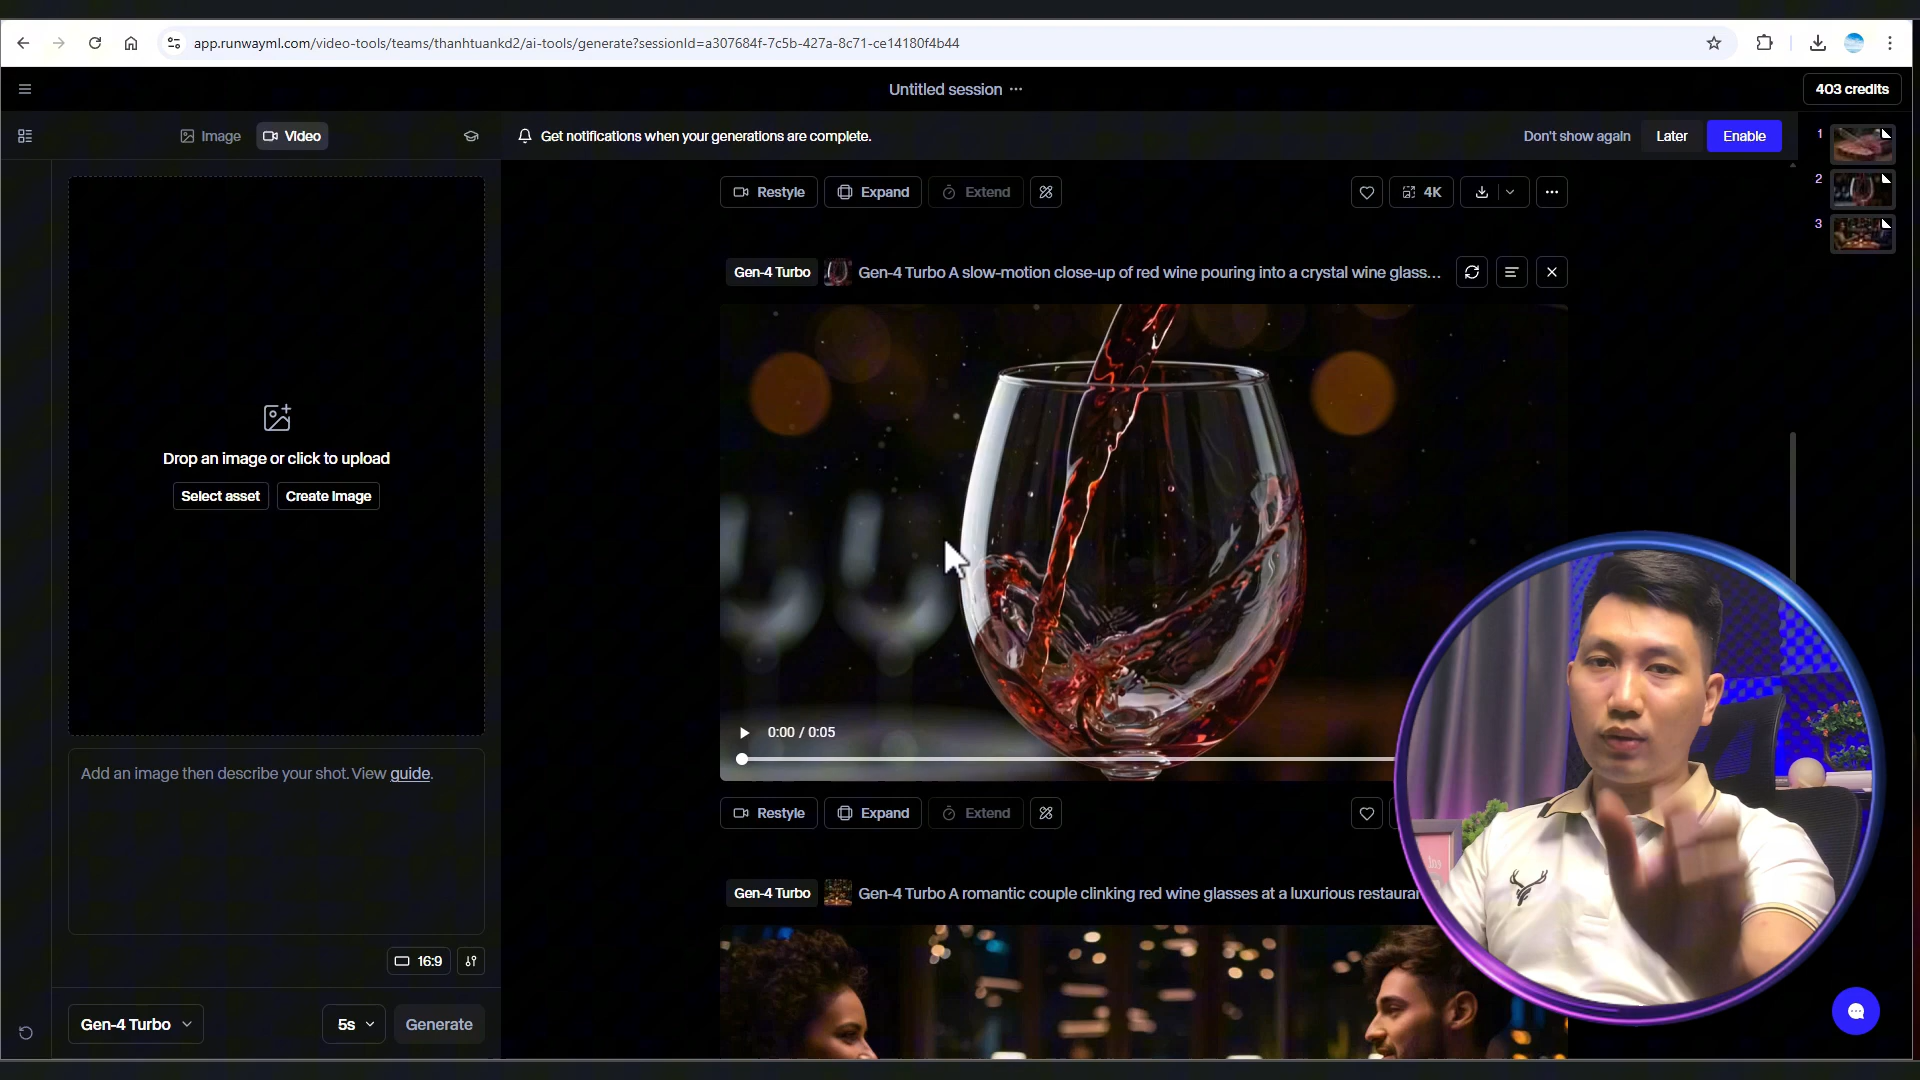 app.runwayml.com/video-tools/teams/thanhtuankd2/ai-tools/generate?sessionId=a307684f-7c5b-427a-8c71-ce14180f4b44
Untitled session
403 credits
Image
Video
Get notifications when your generations are complete.
Don't show again
Later
Enable
1
2
3
Restyle
Expand
Extend
4K
Gen-4 Turbo
Gen-4 Turbo A slow-motion close-up of red wine pouring into a crystal wine glass...
Drop an image or click to upload
Select asset
Create Image
0:00 / 0:05
Add an image then describe your shot. View guide.
Restyle
Expand
Extend
Gen-4 Turbo
Gen-4 Turbo A romantic couple clinking red wine glasses at a luxurious restaura
16:9
Gen-4 Turbo
5s
Generate